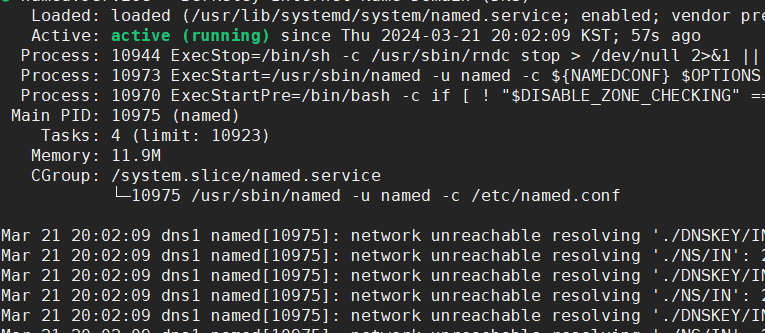 Loaded: loaded (/usr/lib/systemd/system/named.service; enabled; vendor pre
Active: active (running) since Thu 2024-03-21 20:02:09 KST; 57s ago
Process: 10944 ExecStop=/bin/sh -c /usr/sbin/rndc stop > /dev/null 2>&1 ||
Process: 10973 ExecStart=/usr/sbin/named -u named -c ${NAMEDCONF} $OPTIONS
Process: 10970 ExecStartPre=/bin/bash -c if [ ! "$DISABLE_ZONE_CHECKING" ==
Main PID: 10975 (named)
Tasks: 4 (limit: 10923)
Memory: 11.9M
CGroup: /system.slice/named.service
└─10975 /usr/sbin/named -u named -c /etc/named.conf
Mar 21 20:02:09 dns1 named[10975]: network unreachable resolving './DNSKEY/IN
Mar 21 20:02:09 dns1 named[10975]: network unreachable resolving './NS/IN': 2
Mar 21 20:02:09 dns1 named[10975]: network unreachable resolving './DNSKEY/IN
Mar 21 20:02:09 dns1 named[10975]: network unreachable resolving './NS/IN': 2
Mar 21 20:02:09 dns1 named[10975]: network unreachable resolving './DNSKEY/IN